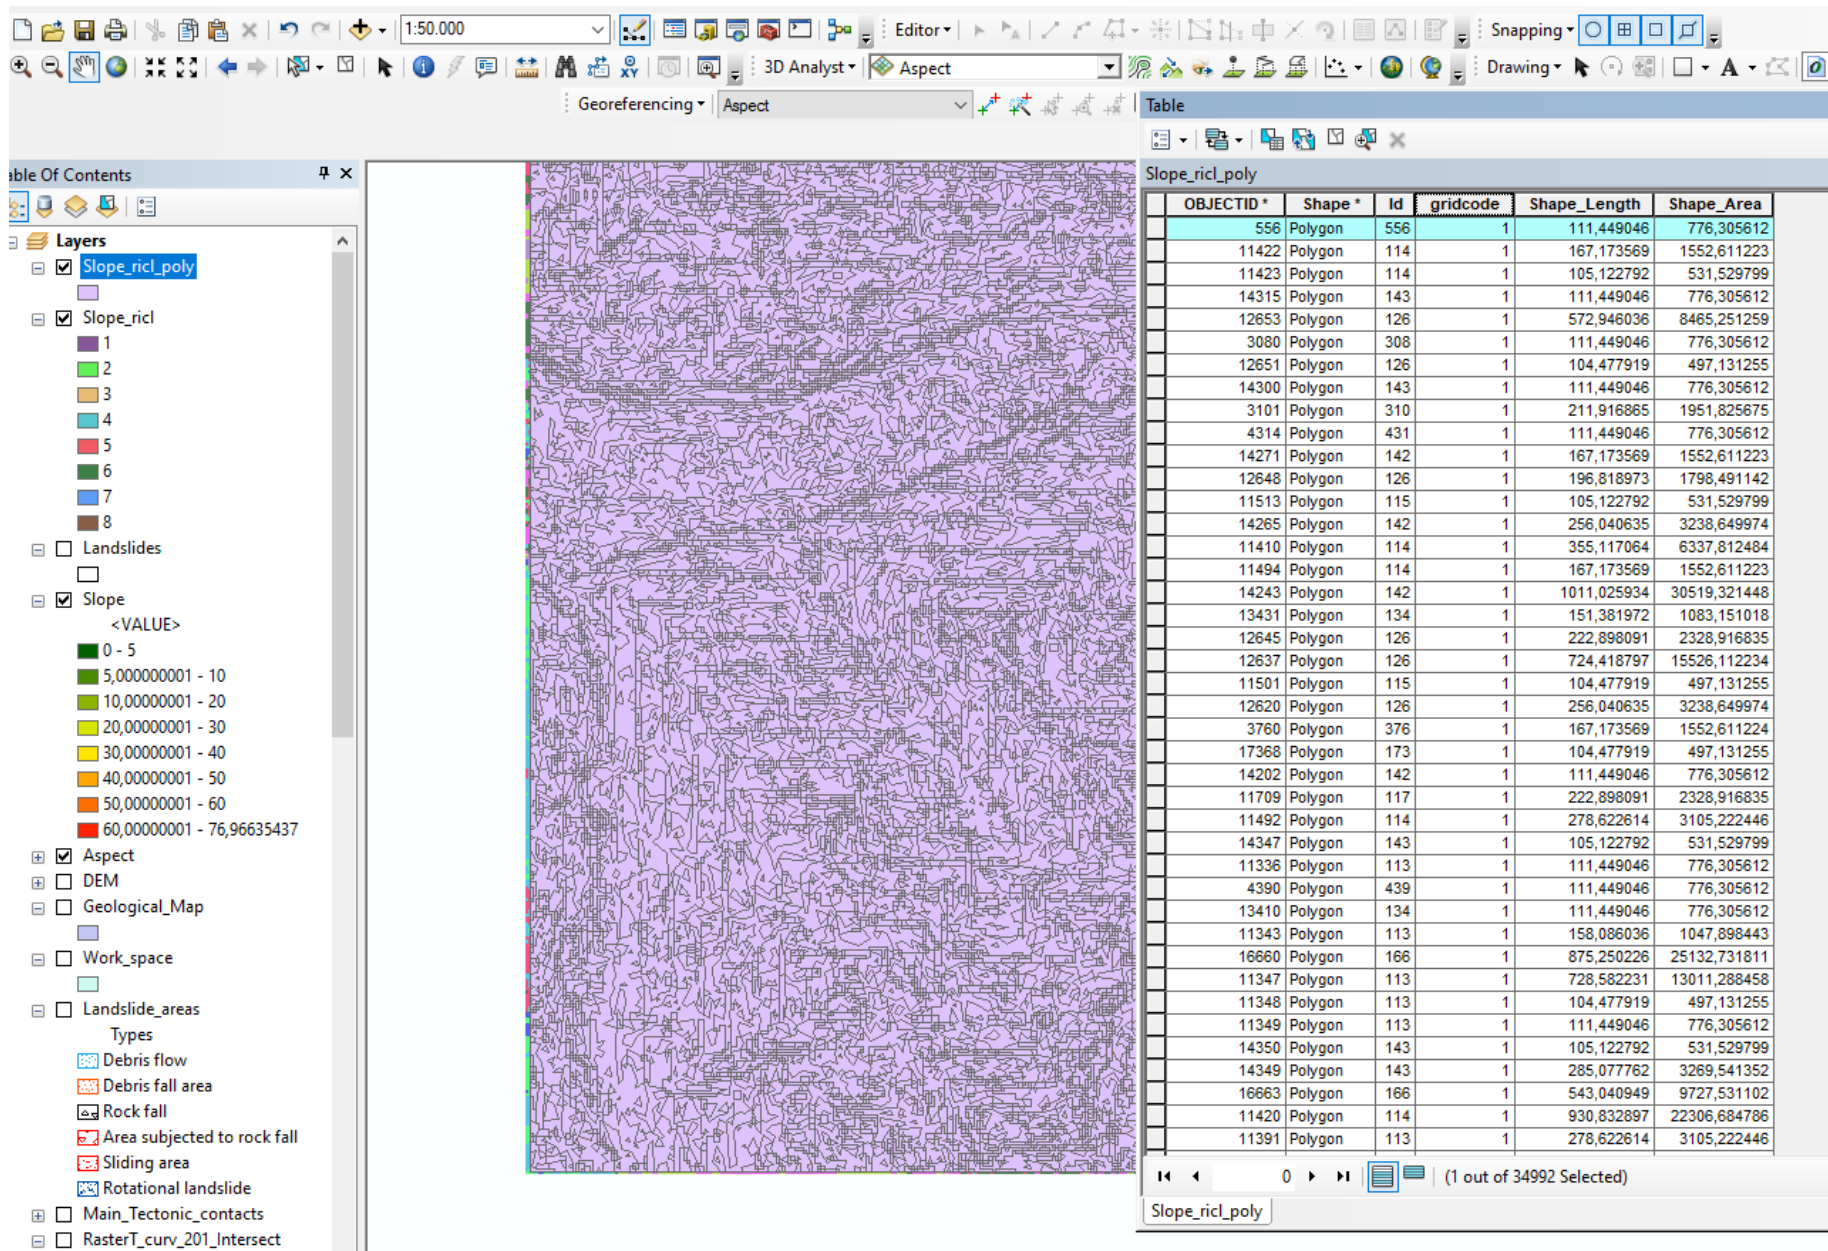 1:50.000
Editor
Snapping
3D Analyst
Aspect
Drawing
Georeferencing
Aspect
Table
able Of Contents
Slope_ricl_poly
Layers
Slope_ricl_poly
Slope_ricl
1
2
3
4
5
6
7
8
Landslides
Slope
<VALUE>
0 - 5
5,000000001 - 10
10,00000001 - 20
20,00000001 - 30
30,00000001 - 40
40,00000001 - 50
50,00000001 - 60
60,00000001 - 76,96635437
Aspect
DEM
Geological_Map
Work_space
Landslide_areas
Types
Debris flow
Debris fall area
Rock fall
Area subjected to rock fall
Sliding area
Rotational landslide
Main_Tectonic_contacts
RasterT_curv_201_Intersect
OBJECTID * Shape * Id gridcode Shape_Length Shape_Area
556 Polygon 556 1 111,449046 776,305612
11422 Polygon 114 1 167,173569 1552,611223
11423 Polygon 114 1 105,122792 531,529799
14315 Polygon 143 1 111,449046 776,305612
12653 Polygon 126 1 572,946036 8465,251259
3080 Polygon 308 1 111,449046 776,305612
12651 Polygon 126 1 104,477919 497,131255
14300 Polygon 143 1 111,449046 776,305612
3101 Polygon 310 1 211,916865 1951,825675
4314 Polygon 431 1 111,449046 776,305612
14271 Polygon 142 1 167,173569 1552,611223
12648 Polygon 126 1 196,818973 1798,491142
11513 Polygon 115 1 105,122792 531,529799
14265 Polygon 142 1 256,040635 3238,649974
11410 Polygon 114 1 355,117064 6337,812484
11494 Polygon 114 1 167,173569 1552,611223
14243 Polygon 142 1 1011,025934 30519,321448
13431 Polygon 134 1 151,381972 1083,151018
12645 Polygon 126 1 222,898091 2328,916835
12637 Polygon 126 1 724,418797 15526,112234
11501 Polygon 115 1 104,477919 497,131255
12620 Polygon 126 1 256,040635 3238,649974
3760 Polygon 376 1 167,173569 1552,611224
17368 Polygon 173 1 104,477919 497,131255
14202 Polygon 142 1 111,449046 776,305612
11709 Polygon 117 1 222,898091 2328,916835
11492 Polygon 114 1 278,622614 3105,222446
14347 Polygon 143 1 105,122792 531,529799
11336 Polygon 113 1 111,449046 776,305612
4390 Polygon 439 1 111,449046 776,305612
13410 Polygon 134 1 111,449046 776,305612
11343 Polygon 113 1 158,086036 1047,898443
16660 Polygon 166 1 875,250226 25132,731811
11347 Polygon 113 1 728,582231 13011,288458
11348 Polygon 113 1 104,477919 497,131255
11349 Polygon 113 1 111,449046 776,305612
14350 Polygon 143 1 105,122792 531,529799
14349 Polygon 143 1 285,077762 3269,541352
16663 Polygon 166 1 543,040949 9727,531102
11420 Polygon 114 1 930,832897 22306,684786
11391 Polygon 113 1 278,622614 3105,222446
0
(1 out of 34992 Selected)
Slope_ricl_poly